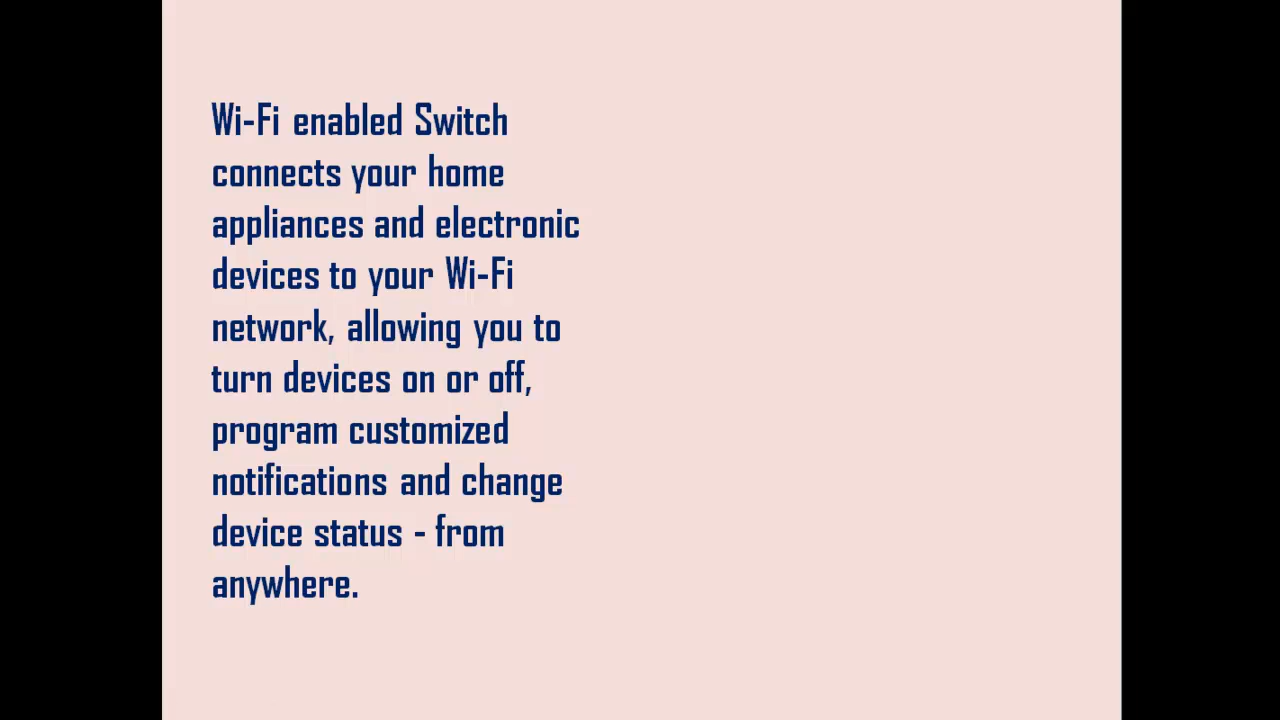 Wi-Fi enabled Switch
connects your home
appliances and electronic
devices to your Wi-Fi
network, allowing you to
turn devices on or off,
program customized
notifications and change
device status - from
anywhere.